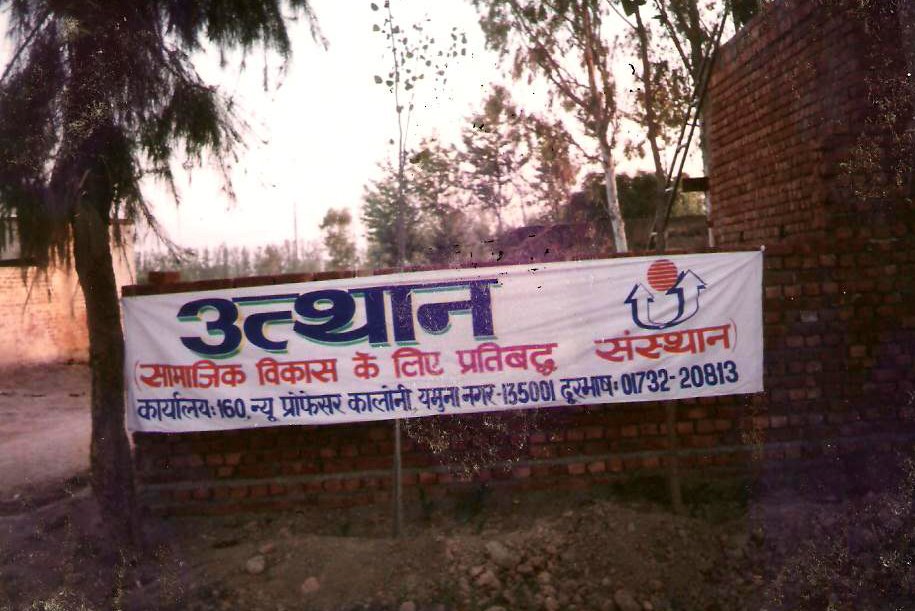 उत्थान
(सामाजिक विकास के लिए प्रतिबद्ध संस्थान)
कार्यालय: 160, न्यू प्रोफेसर कालोनी, यमुना नगर-135001 दूरभाष: 01732-20813